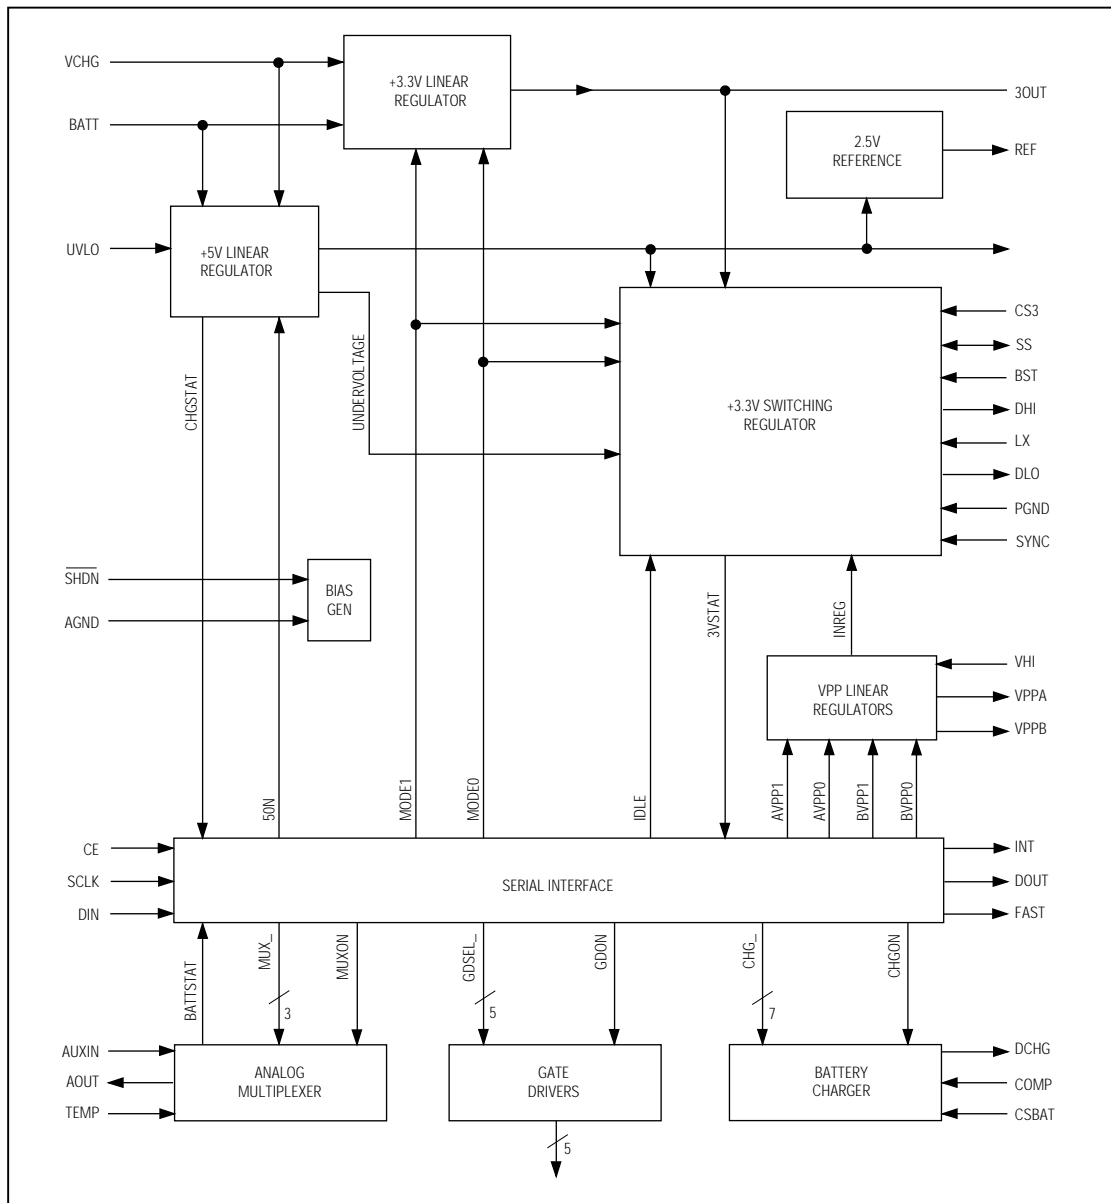 VCHG
+3.3V LINEAR
REGULATOR
3OUT
BATT
2.5V
REFERENCE
REF
UVLO
+5V LINEAR
REGULATOR
CS3
SS
BST
DHI
LX
DLO
PGND
SYNC
+3.3V SWITCHING
REGULATOR
CHGSTAT
UNDERVOLTAGE
SHDN
AGND
BIAS
GEN
3VSTAT
INREG
VHI
VPPA
VPPB
VPP LINEAR
REGULATORS
50N
MODE1
MODE0
IDLE
AVPP1
AVPP0
BVPP1
BVPP0
CE
SCLK
DIN
SERIAL INTERFACE
INT
DOUT
FAST
BATTSTAT
MUX_
3
MUXON
GDSEL_
5
GDON
CHG_
7
CHGON
AUXIN
AOUT
TEMP
ANALOG
MULTIPLEXER
GATE
DRIVERS
BATTERY
CHARGER
DCHG
COMP
CSBAT
5